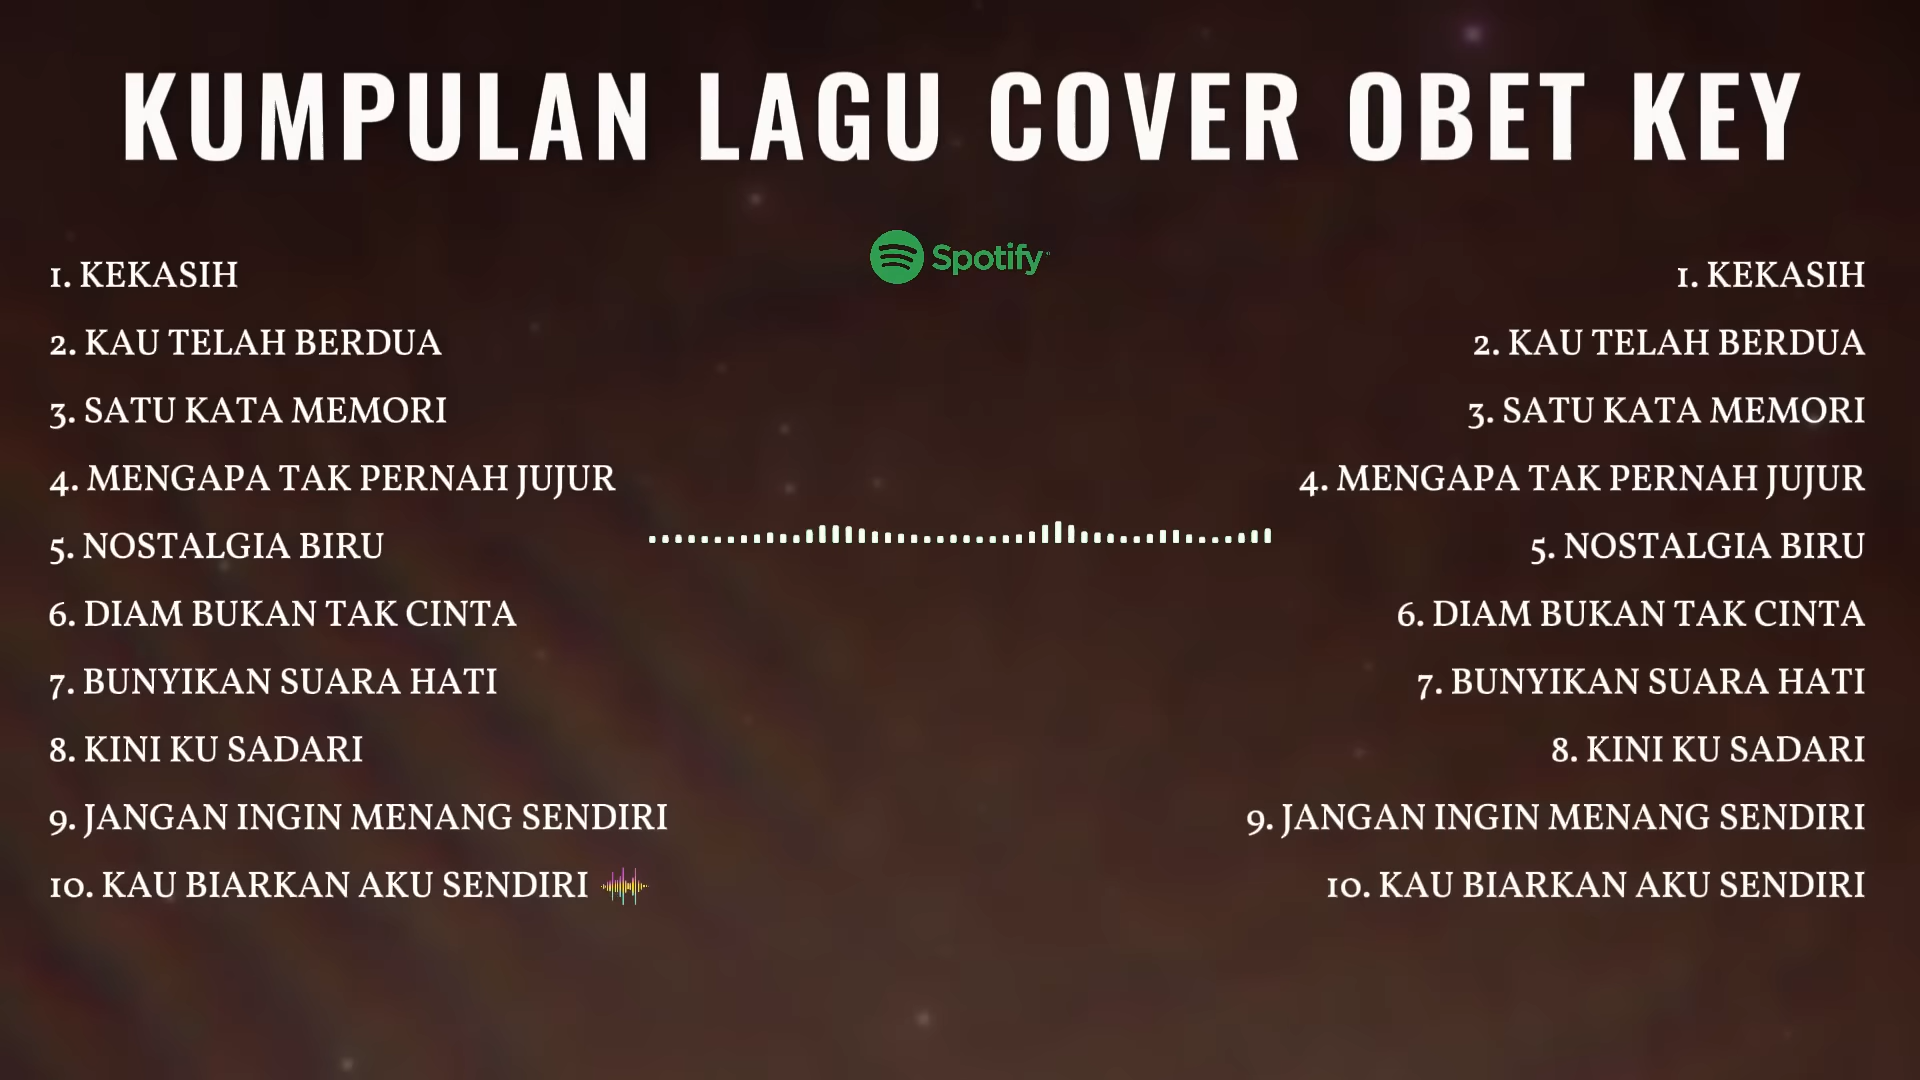 KUMPULAN LAGU COVER OBET KEY
Spotify
1. KEKASIH
2. KAU TELAH BERDUA
3. SATU KATA MEMORI
4. MENGAPA TAK PERNAH JUJUR
5. NOSTALGIA BIRU
6. DIAM BUKAN TAK CINTA
7. BUNYIKAN SUARA HATI
8. KINI KU SADARI
9. JANGAN INGIN MENANG SENDIRI
10. KAU BIARKAN AKU SENDIRI
1. KEKASIH
2. KAU TELAH BERDUA
3. SATU KATA MEMORI
4. MENGAPA TAK PERNAH JUJUR
5. NOSTALGIA BIRU
6. DIAM BUKAN TAK CINTA
7. BUNYIKAN SUARA HATI
8. KINI KU SADARI
9. JANGAN INGIN MENANG SENDIRI
10. KAU BIARKAN AKU SENDIRI